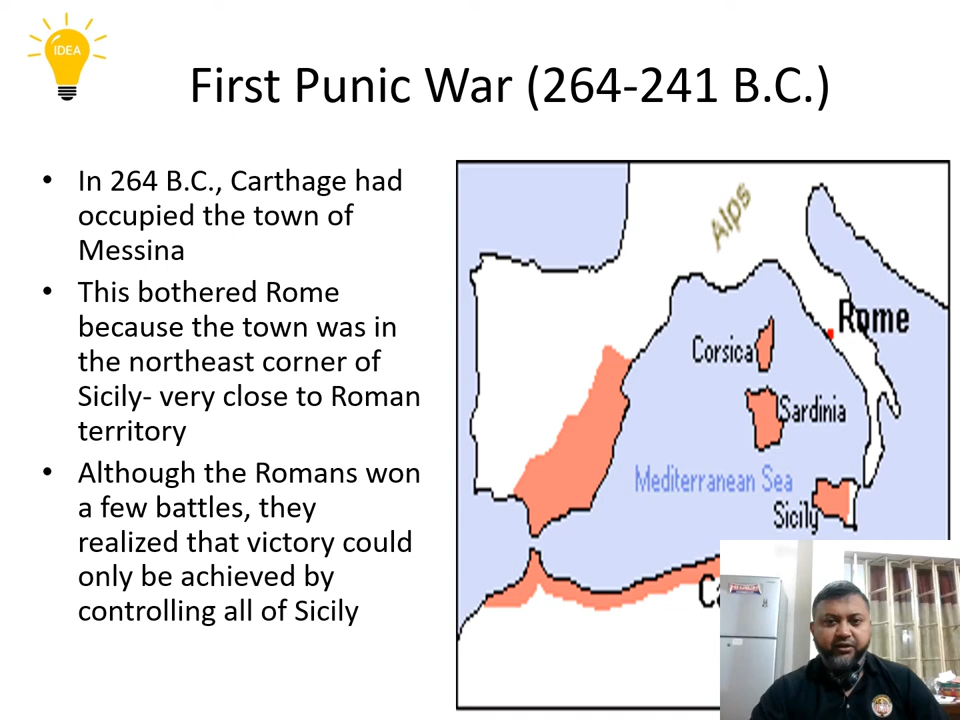 IDEA
First Punic War (264-241 B.C.)
• In 264 B.C., Carthage had
occupied the town of
Messina
• This bothered Rome
because the town was in
the northeast corner of
Sicily- very close to Roman
territory
• Although the Romans won
a few battles, they
realized that victory could
only be achieved by
controlling all of Sicily
Alps
Rome
Corsica
Sardinia
Mediterranean Sea
Sicily